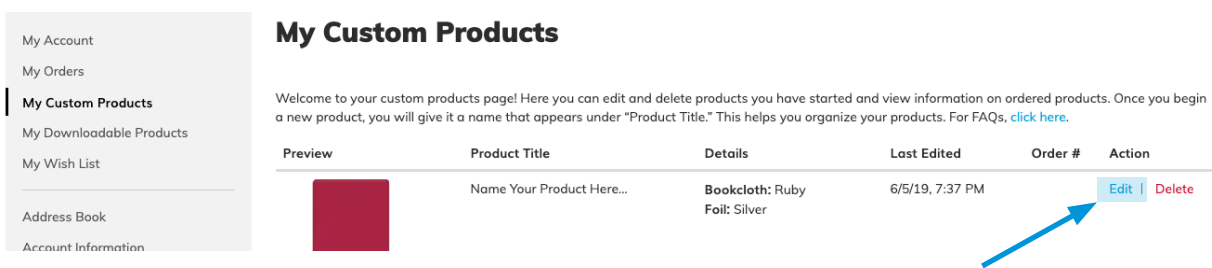 My Account
My Orders
My Custom Products
My Downloadable Products
My Wish List
Address Book
Account Information
My Custom Products
Welcome to your custom products page! Here you can edit and delete products you have started and view information on ordered products. Once you begin
a new product, you will give it a name that appears under “Product Title.” This helps you organize your products. For FAQs, click here.
Preview Product Title Details Last Edited Order # Action
Name Your Product Here... Bookcloth: Ruby 6/5/19, 7:37 PM Edit | Delete
Foil: Silver